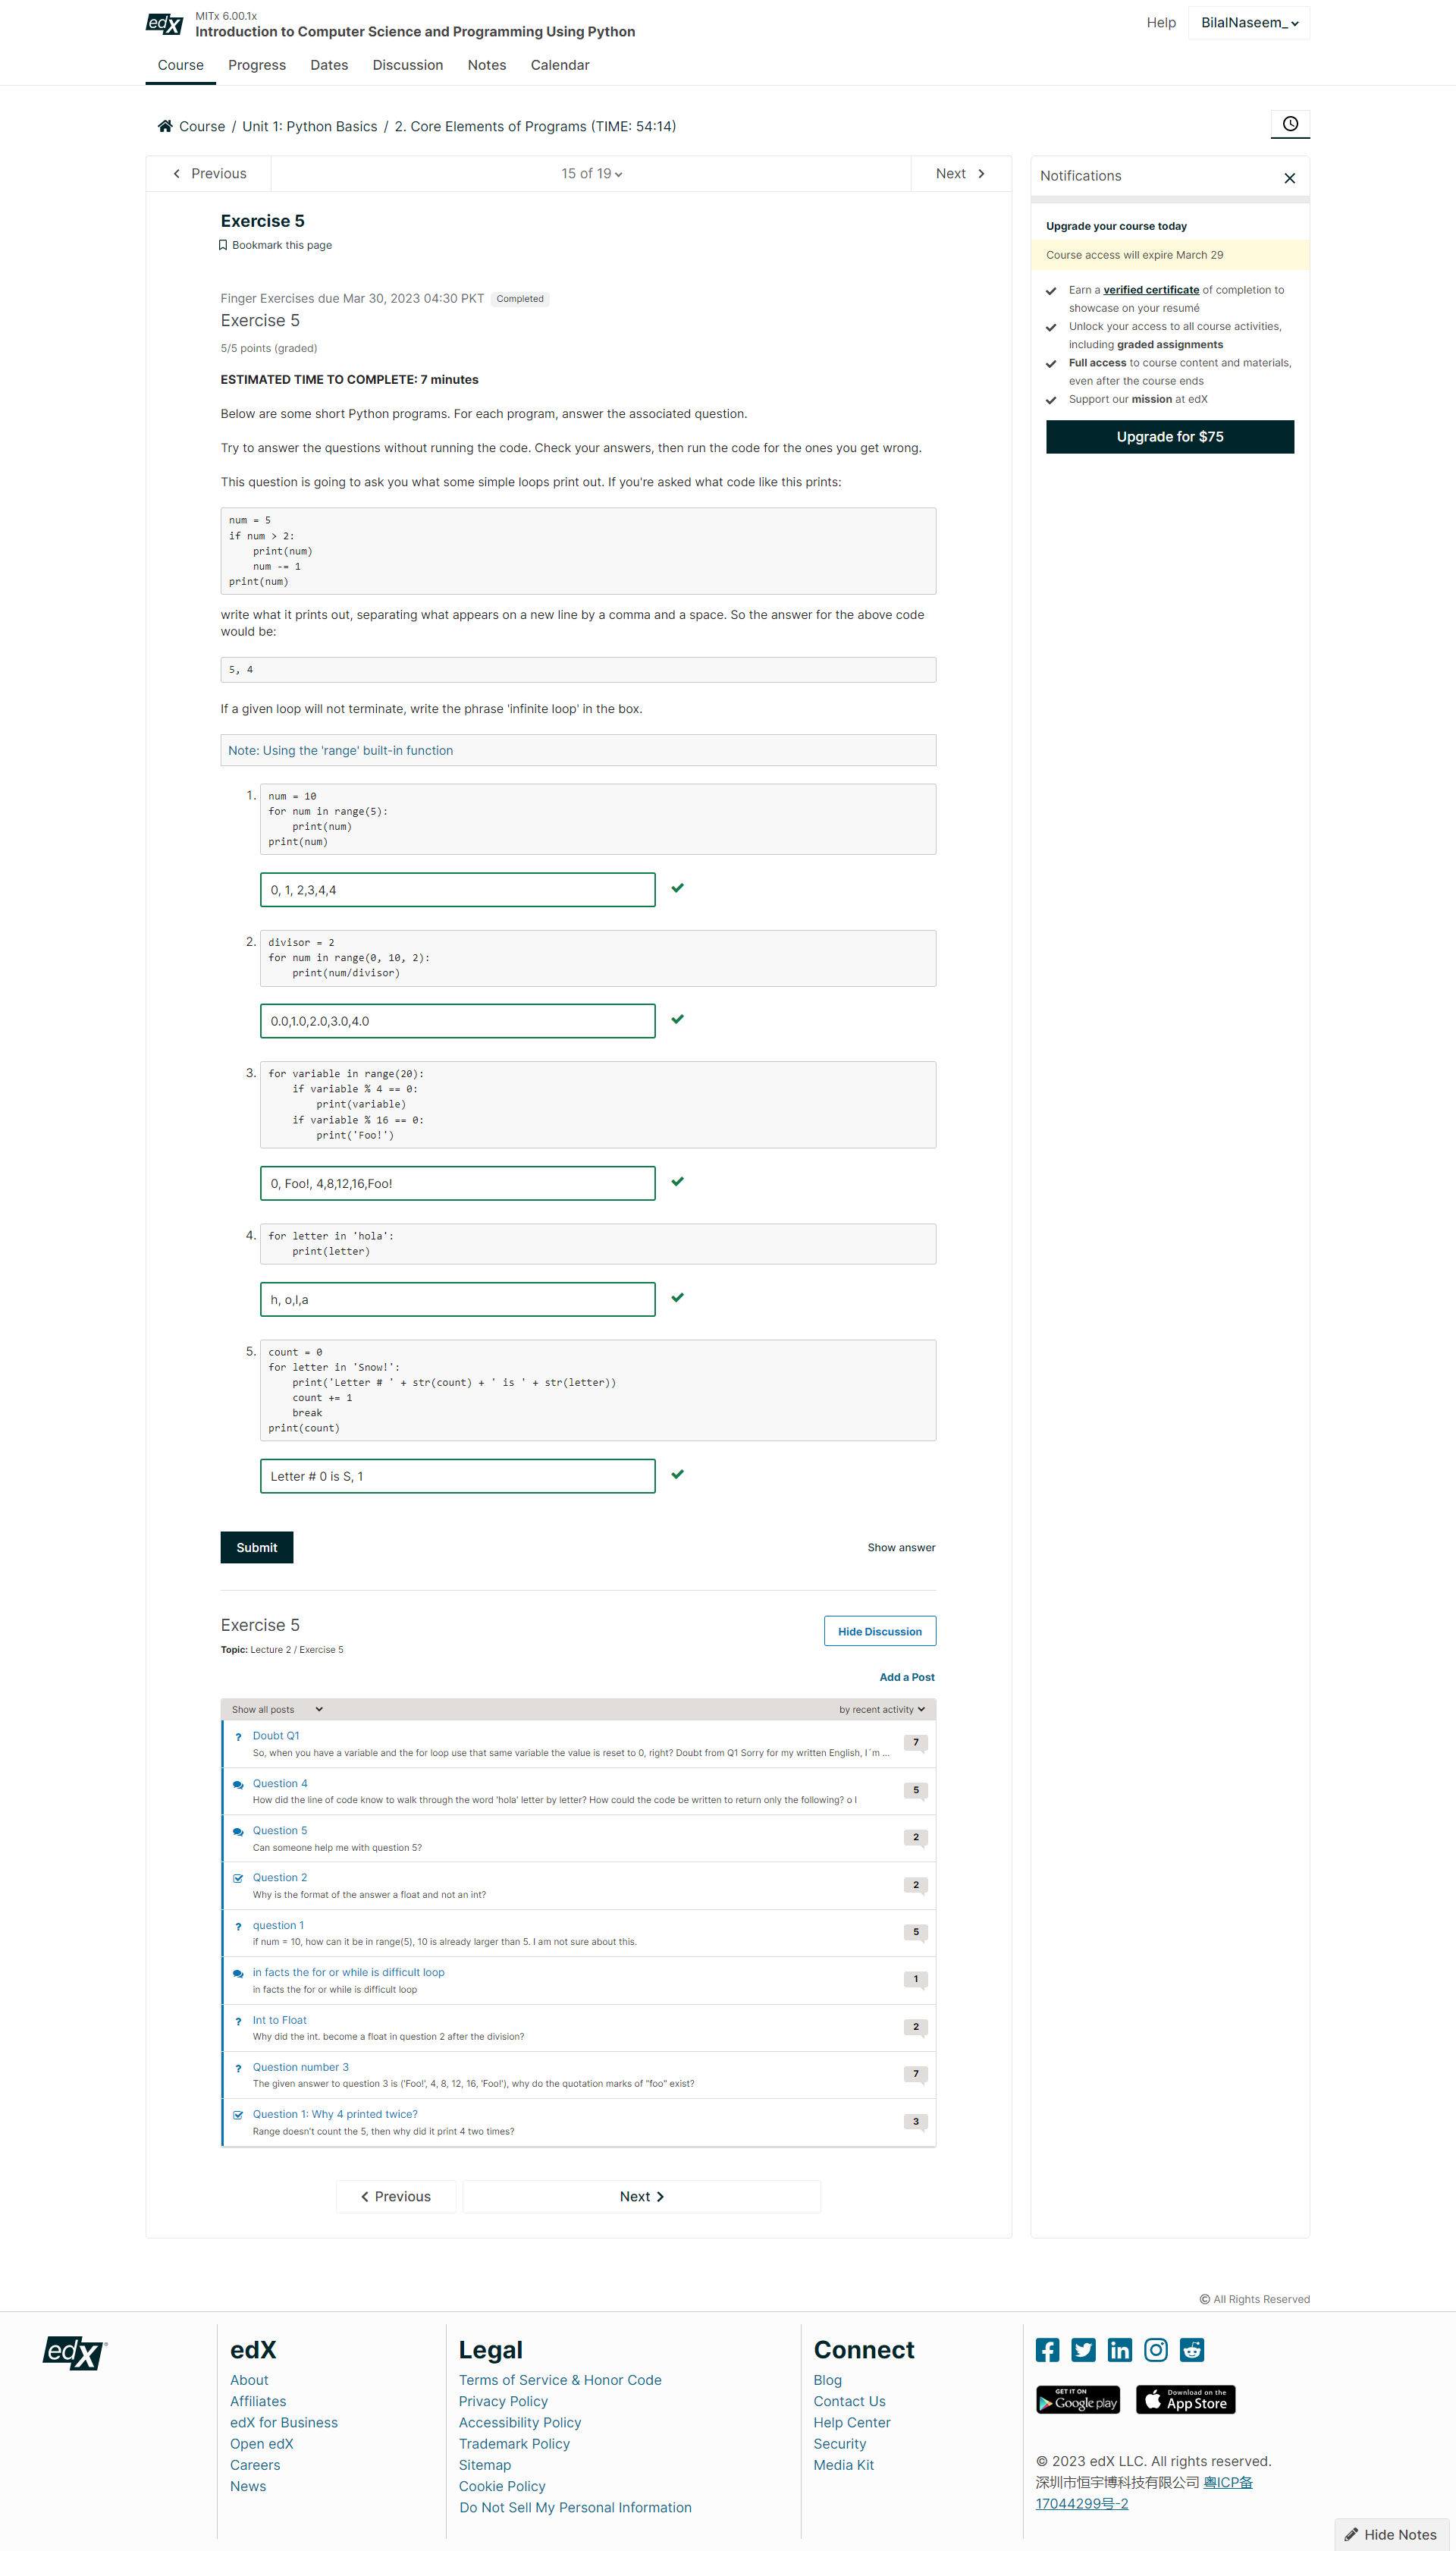 edX
MITx 6.00.1x
Introduction to Computer Science and Programming Using Python
Help
BilalNaseem_
Course
Progress
Dates
Discussion
Notes
Calendar
Course / Unit 1: Python Basics / 2. Core Elements of Programs (TIME: 54:14)
Previous
15 of 19
Next
Exercise 5
Bookmark this page
Finger Exercises due Mar 30, 2023 04:30 PKT Completed
Exercise 5
5/5 points (graded)
ESTIMATED TIME TO COMPLETE: 7 minutes
Below are some short Python programs. For each program, answer the associated question.
Try to answer the questions without running the code. Check your answers, then run the code for the ones you get wrong.
This question is going to ask you what some simple loops print out. If you're asked what code like this prints:
num = 5
if num > 2:
    print(num)
    num -= 1
print(num)
write what it prints out, separating what appears on a new line by a comma and a space. So the answer for the above code
would be:
5, 4
If a given loop will not terminate, write the phrase 'infinite loop' in the box.
Note: Using the 'range' built-in function
1.
num = 10
for num in range(5):
    print(num)
print(num)
0, 1, 2,3,4,4
2.
divisor = 2
for num in range(0, 10, 2):
    print(num/divisor)
0.0,1.0,2.0,3.0,4.0
3.
for variable in range(20):
    if variable % 4 == 0:
        print(variable)
    if variable % 16 == 0:
        print('Foo!')
0, Foo!, 4,8,12,16,Foo!
4.
for letter in 'hola':
    print(letter)
h, o,l,a
5.
count = 0
for letter in 'Snow!':
    print('Letter # ' + str(count) + ' is ' + str(letter))
    count += 1
    break
print(count)
Letter # 0 is S, 1
Submit
Show answer
Exercise 5
Hide Discussion
Topic: Lecture 2 / Exercise 5
Add a Post
Show all posts
by recent activity
? Doubt Q1
So, when you have a variable and the for loop use that same variable the value is reset to 0, right? Doubt from Q1 Sorry for my written English, I´m ...
7
Question 4
How did the line of code know to walk through the word 'hola' letter by letter? How could the code be written to return only the following? o l
5
Question 5
Can someone help me with question 5?
2
Question 2
Why is the format of the answer a float and not an int?
2
? question 1
if num = 10, how can it be in range(5), 10 is already larger than 5. I am not sure about this.
5
in facts the for or while is difficult loop
in facts the for or while is difficult loop
1
? Int to Float
Why did the int. become a float in question 2 after the division?
2
? Question number 3
The given answer to question 3 is ('Foo!', 4, 8, 12, 16, 'Foo!'), why do the quotation marks of "foo" exist?
7
Question 1: Why 4 printed twice?
Range doesn't count the 5, then why did it print 4 two times?
3
Previous
Next
Notifications
Upgrade your course today
Course access will expire March 29
Earn a verified certificate of completion to
showcase on your resumé
Unlock your access to all course activities,
including graded assignments
Full access to course content and materials,
even after the course ends
Support our mission at edX
Upgrade for $75
© All Rights Reserved
edX
edX
About
Affiliates
edX for Business
Open edX
Careers
News
Legal
Terms of Service & Honor Code
Privacy Policy
Accessibility Policy
Trademark Policy
Sitemap
Cookie Policy
Do Not Sell My Personal Information
Connect
Blog
Contact Us
Help Center
Security
Media Kit
GET IT ON
Google play
Download on the
App Store
© 2023 edX LLC. All rights reserved.
深圳市恒宇博科技有限公司 粤ICP备
17044299号-2
Hide Notes